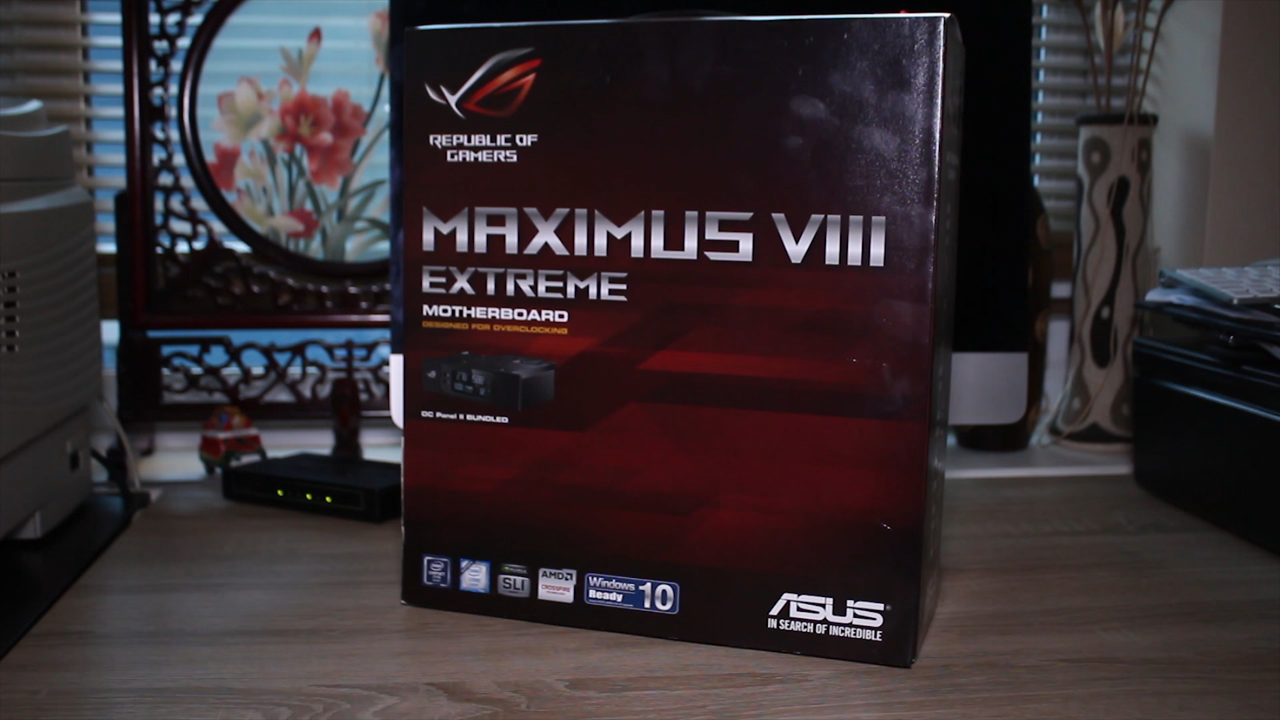 REPUBLIC OF
GAMERS
MAXIMUS VIII
EXTREME
MOTHERBOARD
DESIGNED FOR OVERCLOCKING
OC Panel II BUNDLED
SLI
AMD
CROSSFIRE
Windows
Ready 10
ASUS
IN SEARCH OF INCREDIBLE